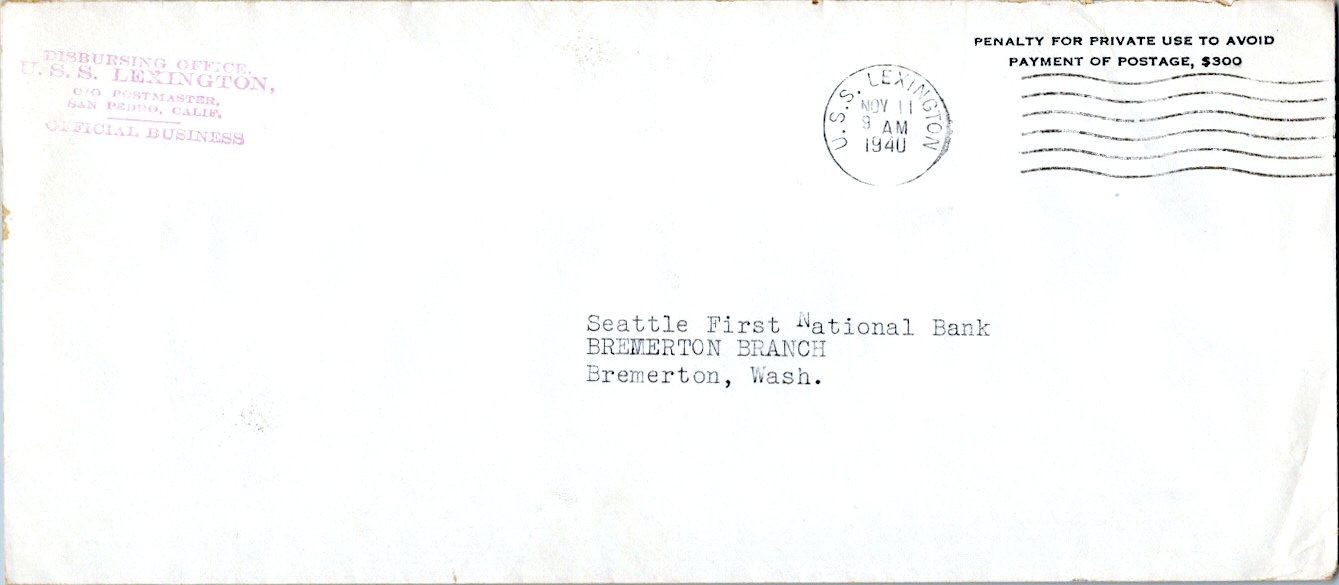 DISBURSING OFFICE,
U. S. S. LEXINGTON,
C/O POSTMASTER,
SAN PEDRO, CALIF.
OFFICIAL BUSINESS
U.S.S. LEXINGTON
NOV 11
9 AM
1940
PENALTY FOR PRIVATE USE TO AVOID
PAYMENT OF POSTAGE, $300
Seattle First National Bank
BREMERTON BRANCH
Bremerton, Wash.